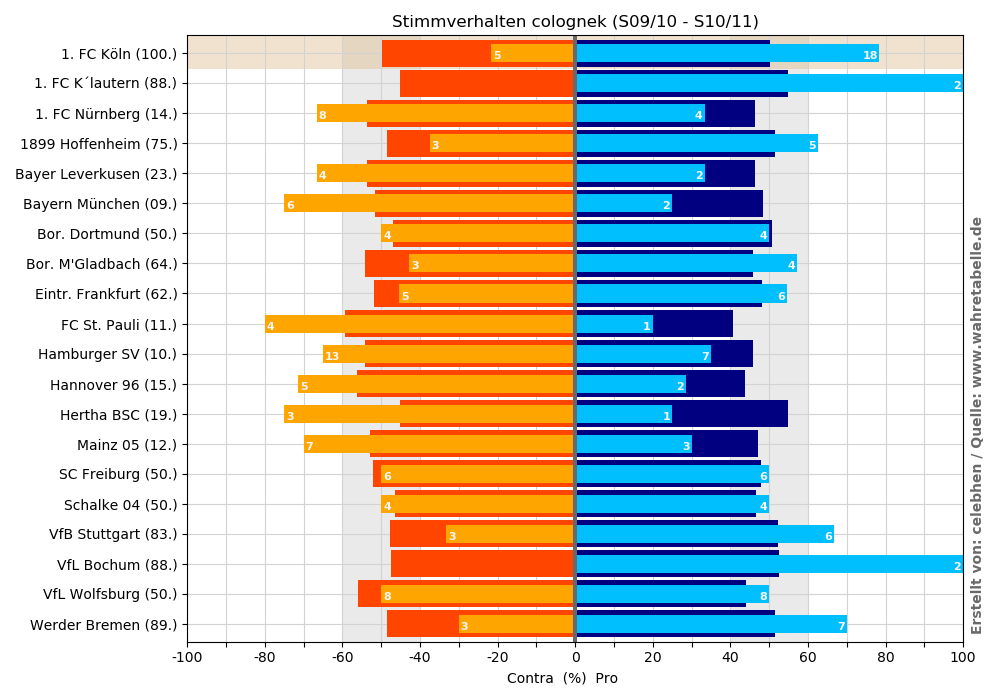 Stimmverhalten colognek (S09/10 - S10/11)
1. FC Köln (100.) 5 18
1. FC K´lautern (88.) 2
1. FC Nürnberg (14.) 8 4
1899 Hoffenheim (75.) 3 5
Bayer Leverkusen (23.) 4 2
Bayern München (09.) 6 2
Bor. Dortmund (50.) 4 4
Bor. M'Gladbach (64.) 3 4
Eintr. Frankfurt (62.) 5 6
FC St. Pauli (11.) 4 1
Hamburger SV (10.) 13 7
Hannover 96 (15.) 5 2
Hertha BSC (19.) 3 1
Mainz 05 (12.) 7 3
SC Freiburg (50.) 6 6
Schalke 04 (50.) 4 4
VfB Stuttgart (83.) 3 6
VfL Bochum (88.) 2
VfL Wolfsburg (50.) 8 8
Werder Bremen (89.) 3 7
-100 -80 -60 -40 -20 0 20 40 60 80 100
Contra (%) Pro
Erstellt von: celebhen / Quelle: www.wahretabelle.de